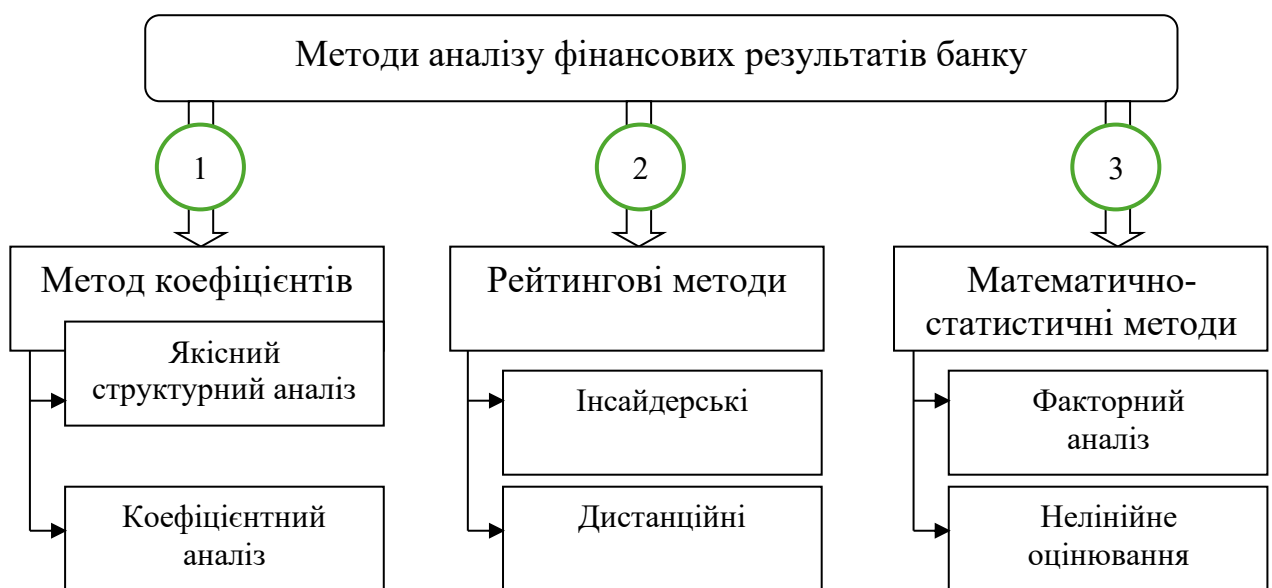 Методи аналізу фінансових результатів банку
1
2
3
Метод коефіцієнтів
Якісний
структурний аналіз
Коефіцієнтний
аналіз
Рейтингові методи
Інсайдерські
Дистанційні
Математично-
статистичні методи
Факторний
аналіз
Нелінійне
оцінювання